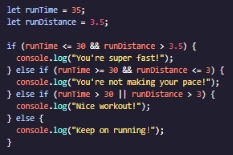 let runTime = 35;
let runDistance = 3.5;

if (runTime <= 30 && runDistance > 3.5) {
  console.log("You're super fast!");
} else if (runTime >= 30 && runDistance <= 3) {
  console.log("You're not making your pace!");
} else if (runTime > 30 || runDistance > 3) {
  console.log("Nice workout!");
} else {
  console.log("Keep on running!");
}